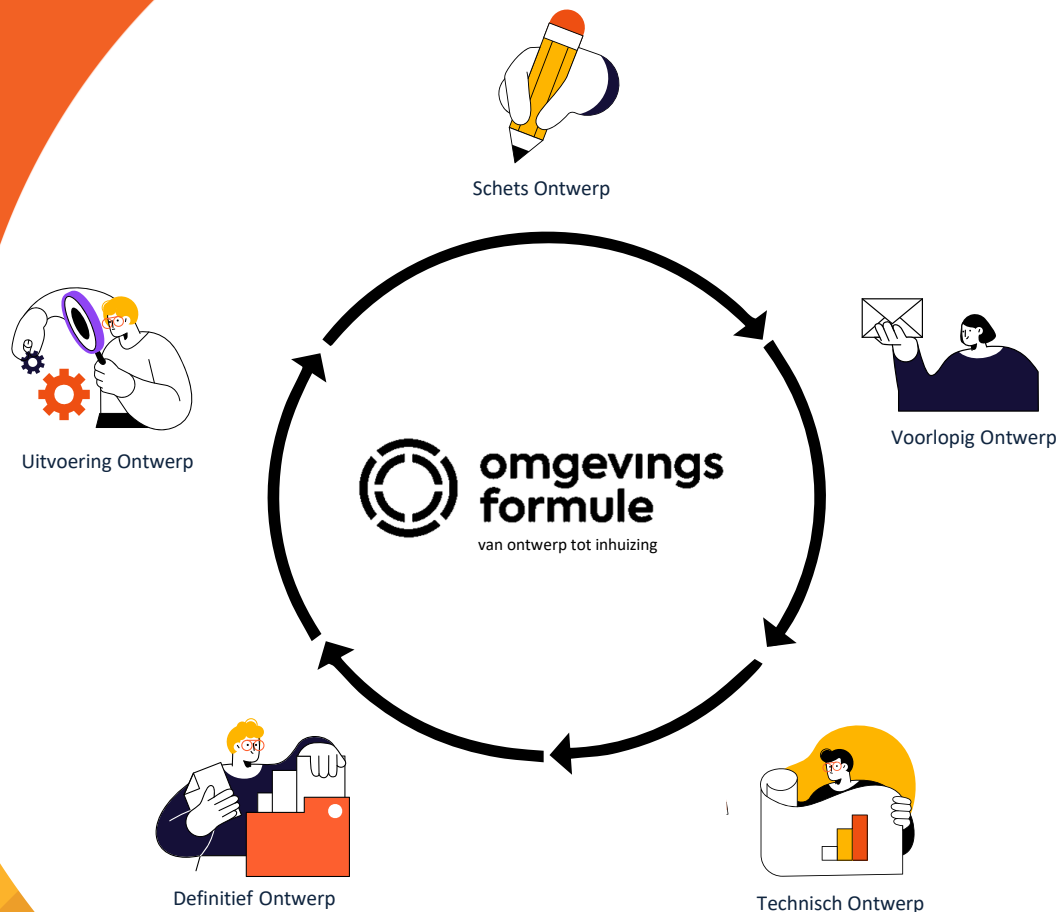 Schets Ontwerp
Voorlopig Ontwerp
Uitvoering Ontwerp
omgevings
formule
van ontwerp tot inhuizing
Definitief Ontwerp
Technisch Ontwerp